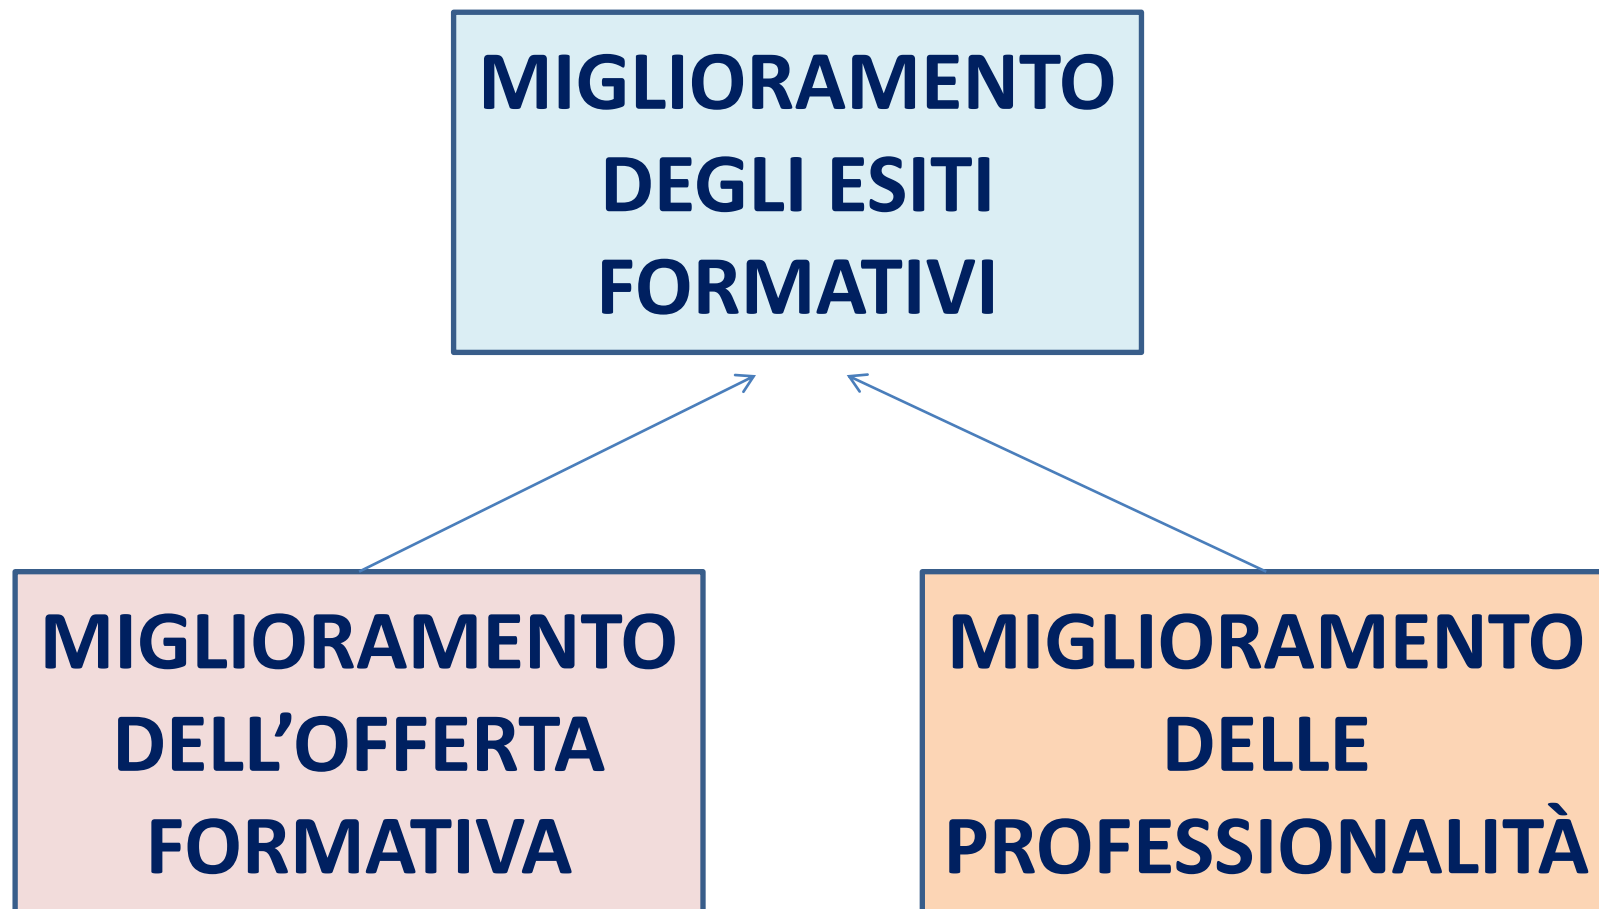 MIGLIORAMENTO
DEGLI ESITI
FORMATIVI
MIGLIORAMENTO
DELL’OFFERTA
FORMATIVA
MIGLIORAMENTO
DELLE
PROFESSIONALITÀ